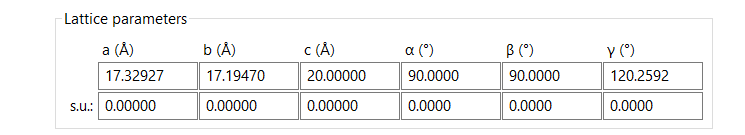 Lattice parameters
a (Å) b (Å) c (Å) α (°) β (°) γ (°)
17.32927 17.19470 20.00000 90.0000 90.0000 120.2592
s.u.: 0.00000 0.00000 0.00000 0.0000 0.0000 0.0000